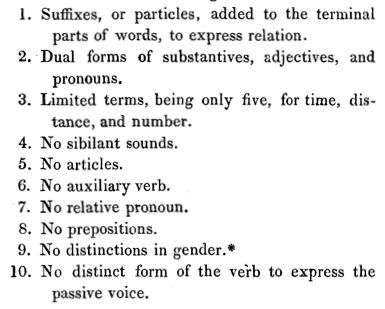 1. Suffixes, or particles, added to the terminal
parts of words, to express relation.
2. Dual forms of substantives, adjectives, and
pronouns.
3. Limited terms, being only five, for time, dis-
tance, and number.
4. No sibilant sounds.
5. No articles.
6. No auxiliary verb.
7. No relative pronoun.
8. No prepositions.
9. No distinctions in gender.*
10. No distinct form of the verb to express the
passive voice.